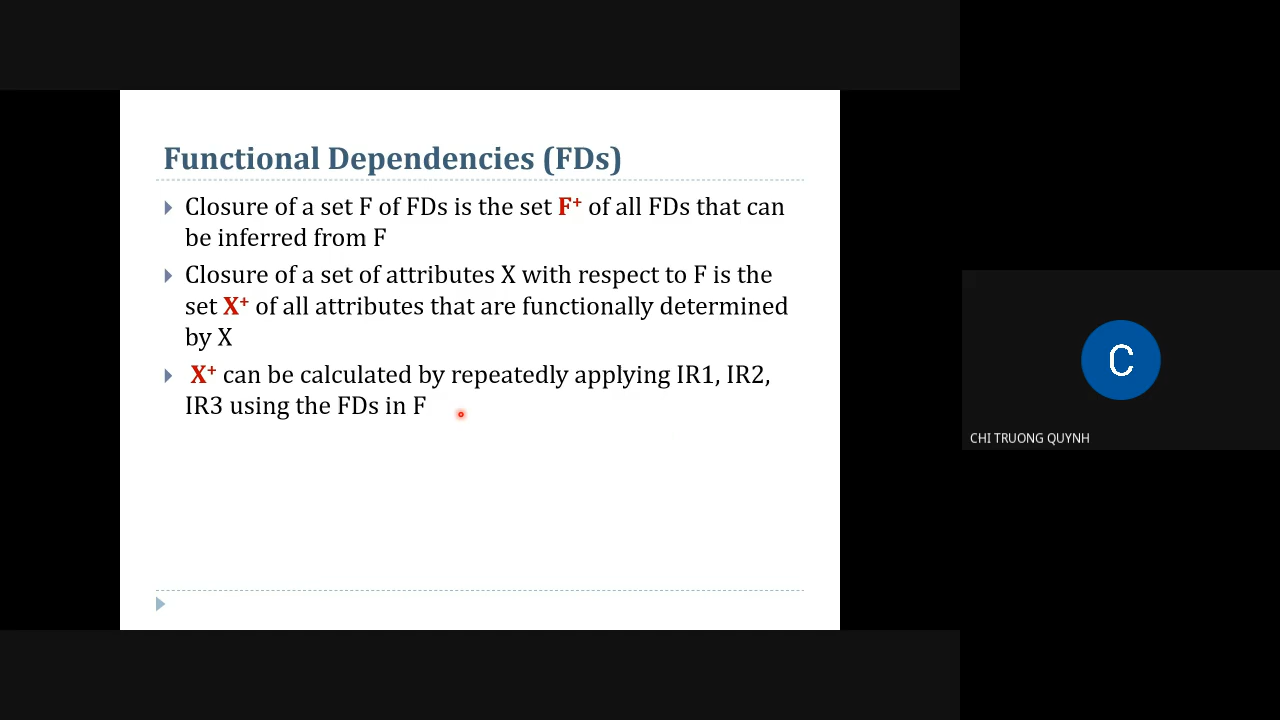 Functional Dependencies (FDs)
Closure of a set F of FDs is the set F+ of all FDs that can
be inferred from F
Closure of a set of attributes X with respect to F is the
set X+ of all attributes that are functionally determined
by X
X+ can be calculated by repeatedly applying IR1, IR2,
IR3 using the FDs in F
C
CHI TRUONG QUYNH